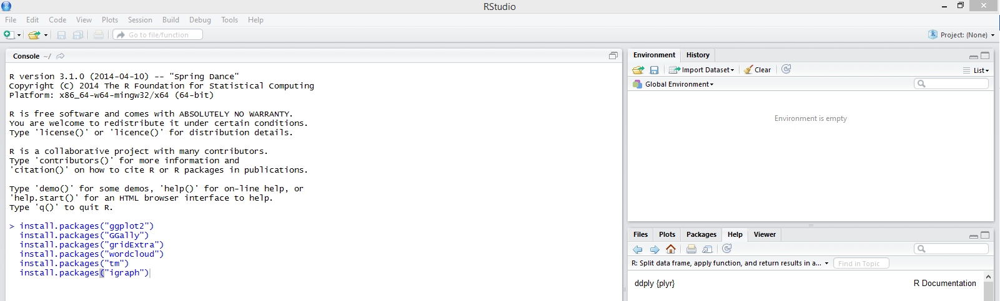 RStudio
File Edit Code View Plots Session Build Debug Tools Help
Go to file/function
Project: (None)
Console ~/
R version 3.1.0 (2014-04-10) -- "Spring Dance"
Copyright (C) 2014 The R Foundation for Statistical Computing
Platform: x86_64-w64-mingw32/x64 (64-bit)
R is free software and comes with ABSOLUTELY NO WARRANTY.
You are welcome to redistribute it under certain conditions.
Type 'license()' or 'licence()' for distribution details.
R is a collaborative project with many contributors.
Type 'contributors()' for more information and
'citation()' on how to cite R or R packages in publications.
Type 'demo()' for some demos, 'help()' for on-line help, or
'help.start()' for an HTML browser interface to help.
Type 'q()' to quit R.
> install.packages("ggplot2")
install.packages("GGally")
install.packages("gridExtra")
install.packages("wordcloud")
install.packages("tm")
install.packages("igraph")
Environment History
Import Dataset Clear List
Global Environment
Environment is empty
Files Plots Packages Help Viewer
R: Split data frame, apply function, and return results in a... Find in Topic
ddply {plyr} R Documentation